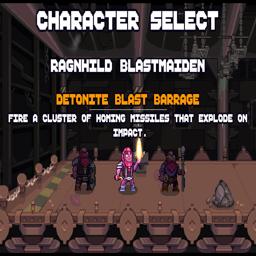 CHARACTER SELECT
RAGNHILD BLASTMAIDEN
DETONITE BLAST BARRAGE
FIRE A CLUSTER OF HOMING MISSILES THAT EXPLODE ON
IMPACT.